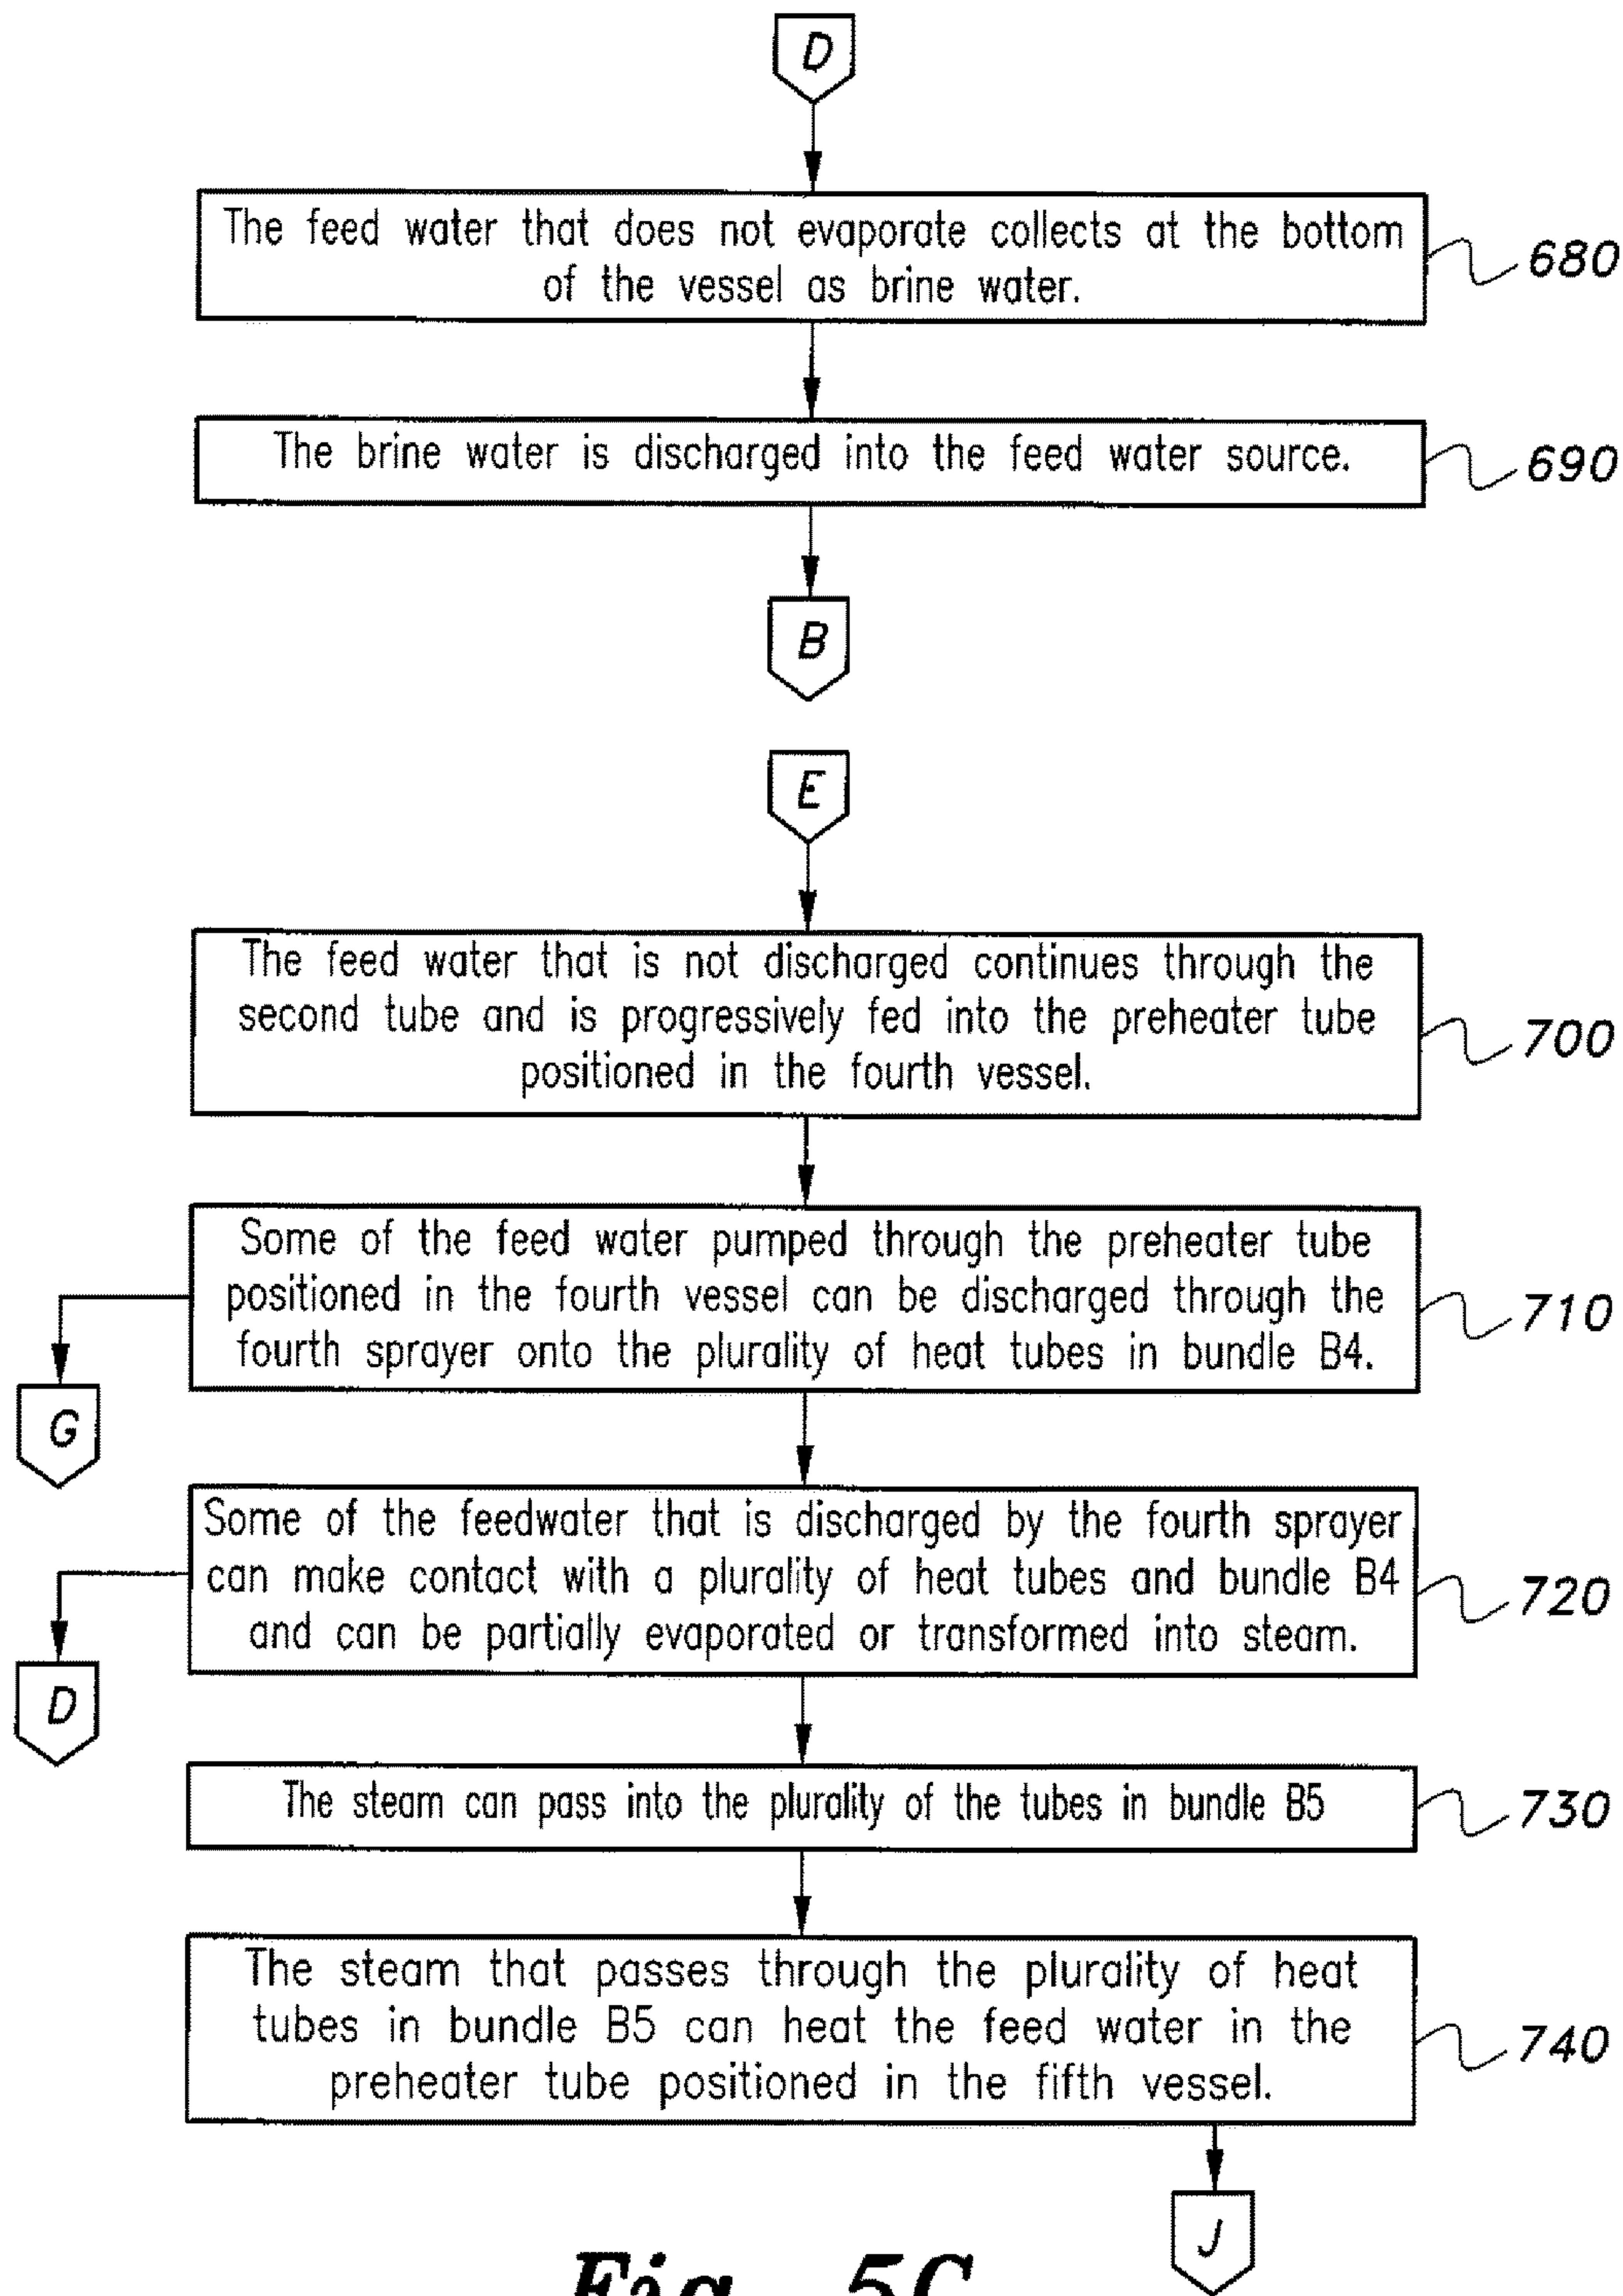 D
The feed water that does not evaporate collects at the bottom
of the vessel as brine water.
680
The brine water is discharged into the feed water source.
690
B
E
The feed water that is not discharged continues through the
second tube and is progressively fed into the preheater tube
positioned in the fourth vessel.
700
Some of the feed water pumped through the preheater tube
positioned in the fourth vessel can be discharged through the
fourth sprayer onto the plurality of heat tubes in bundle B4.
710
G
Some of the feedwater that is discharged by the fourth sprayer
can make contact with a plurality of heat tubes and bundle B4
and can be partially evaporated or transformed into steam.
720
D
The steam can pass into the plurality of the tubes in bundle B5
730
The steam that passes through the plurality of heat
tubes in bundle B5 can heat the feed water in the
preheater tube positioned in the fifth vessel.
740
J
Fig. 5C